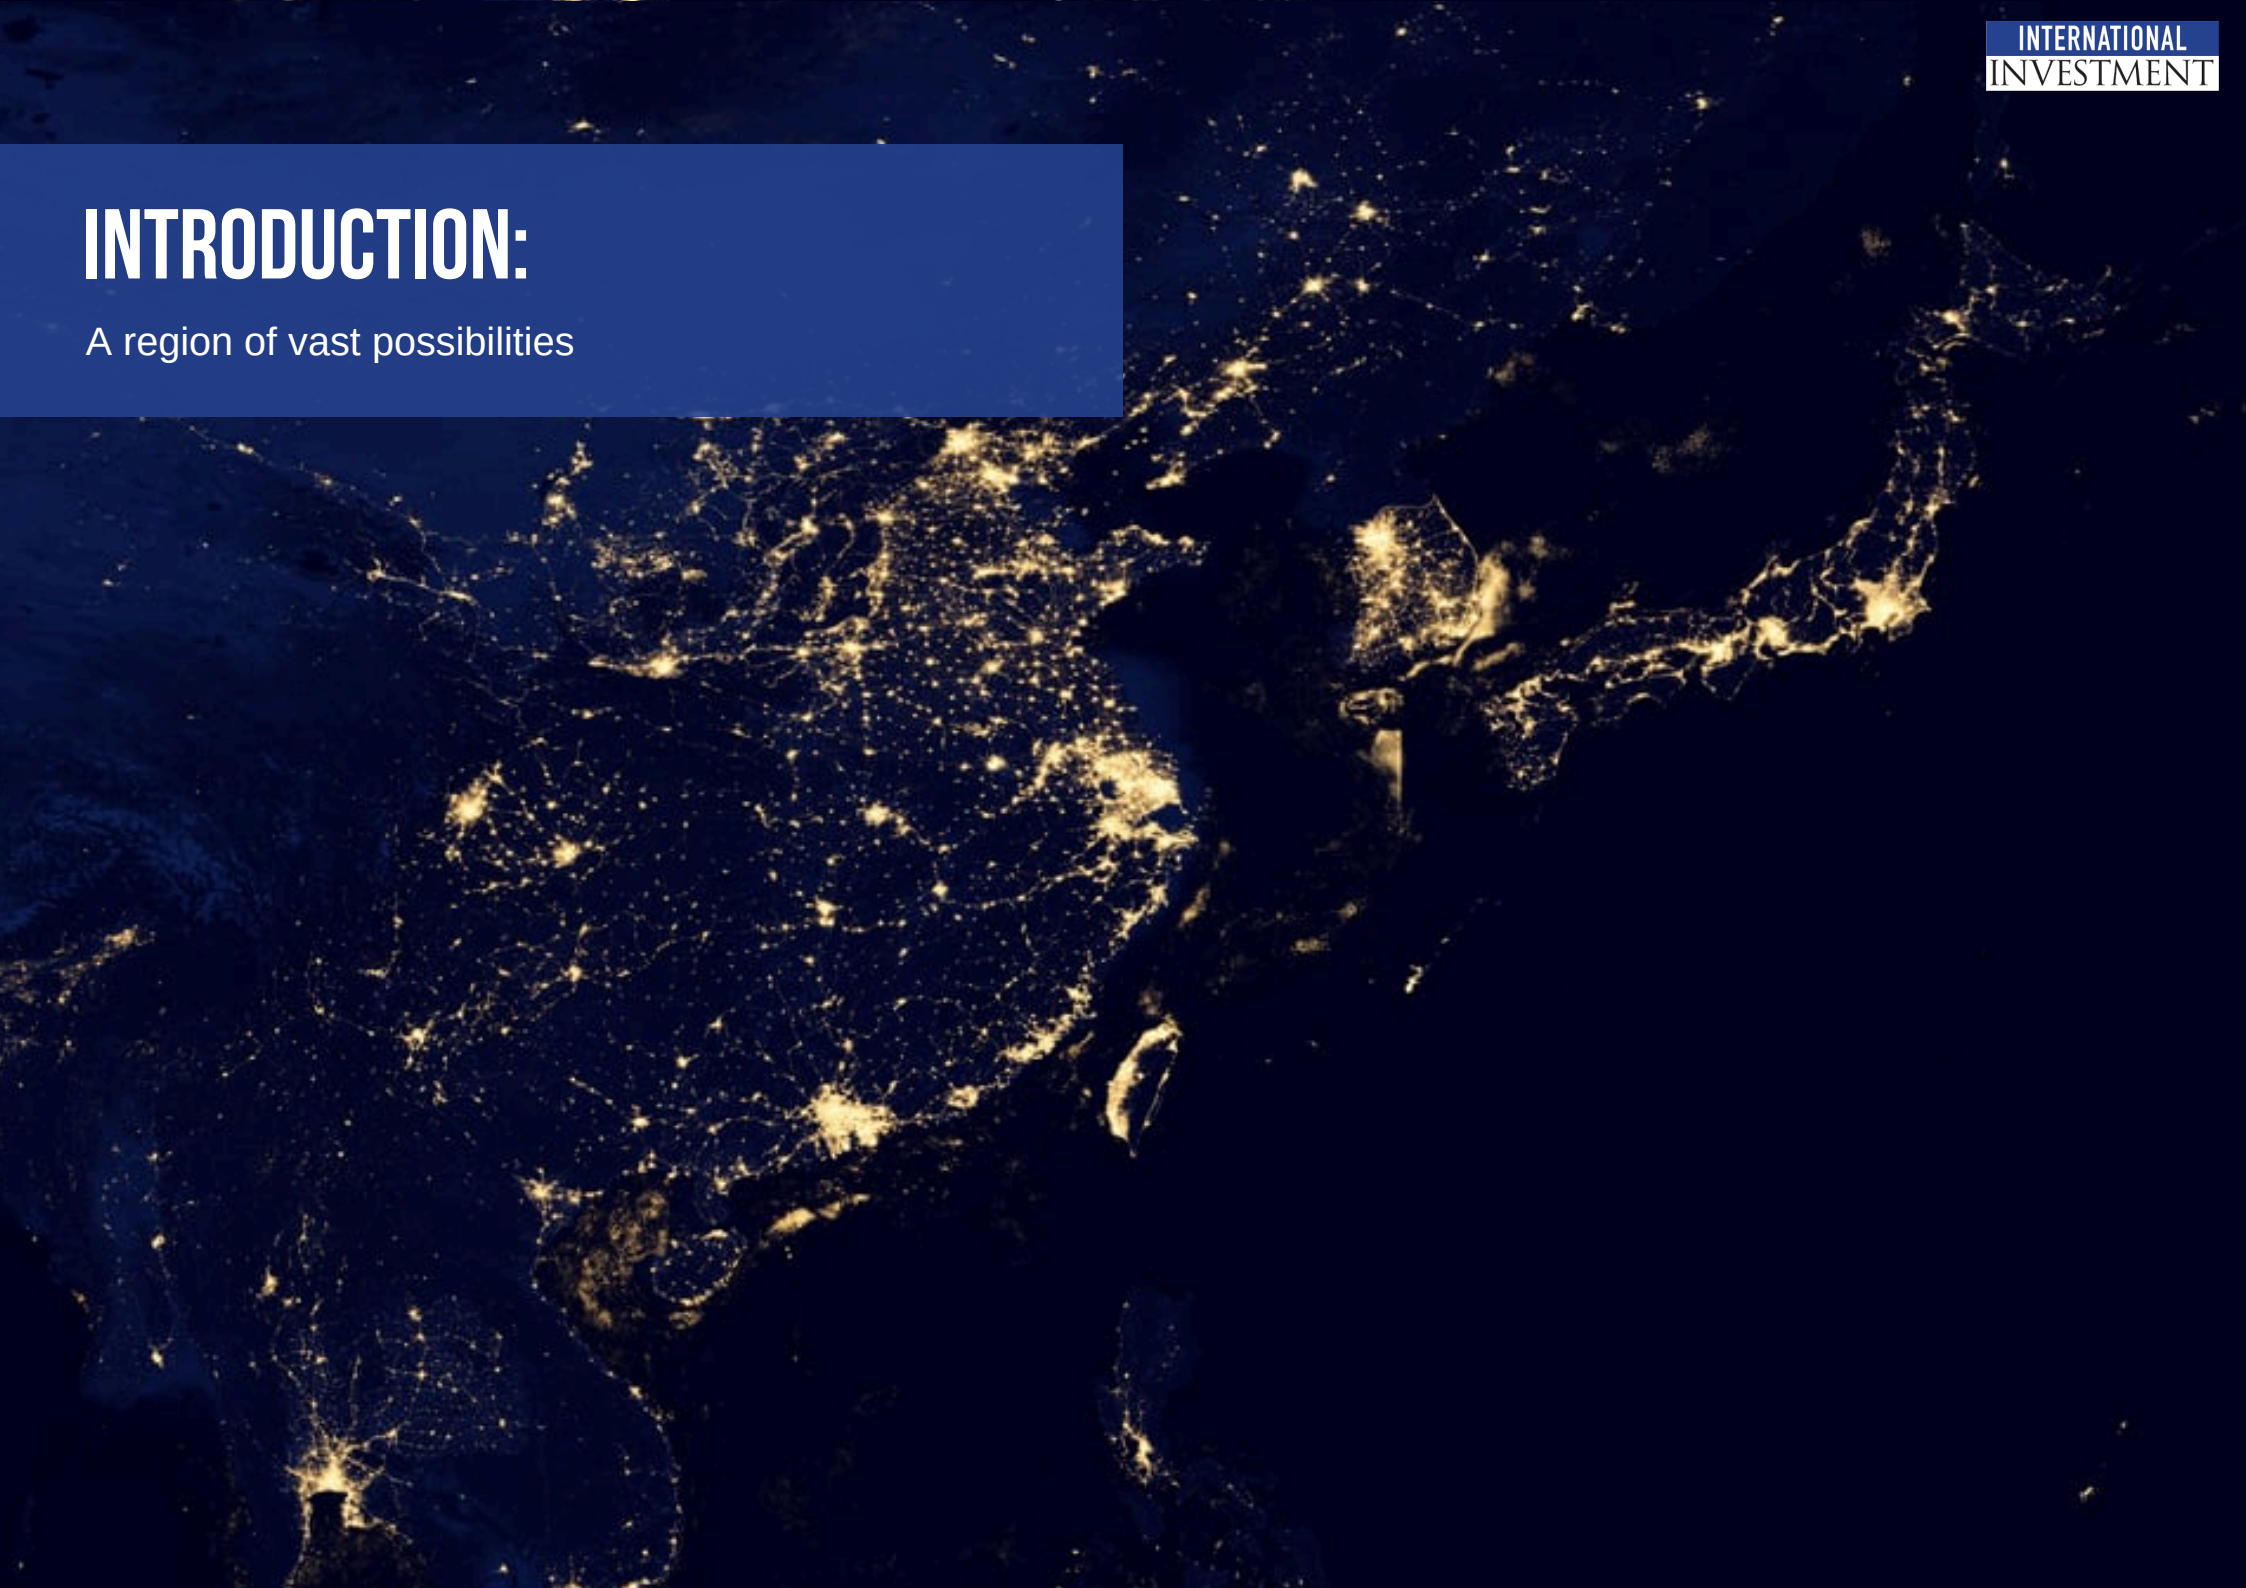 INTERNATIONAL
INVESTMENT
INTRODUCTION:
A region of vast possibilities